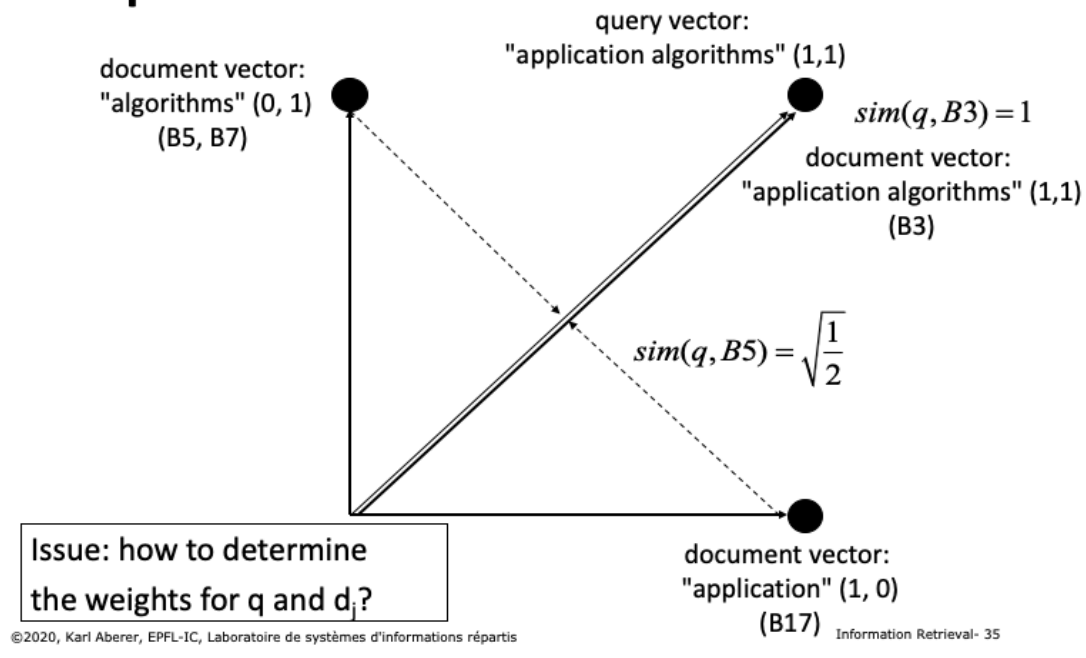 query vector:
"application algorithms" (1,1)
document vector:
"algorithms" (0, 1)
(B5, B7)
sim(q, B3) = 1
document vector:
"application algorithms" (1,1)
(B3)
sim(q, B5) = √(1/2)
Issue: how to determine
the weights for q and dj?
document vector:
"application" (1, 0)
(B17)
©2020, Karl Aberer, EPFL-IC, Laboratoire de systèmes d'informations répartis
Information Retrieval- 35